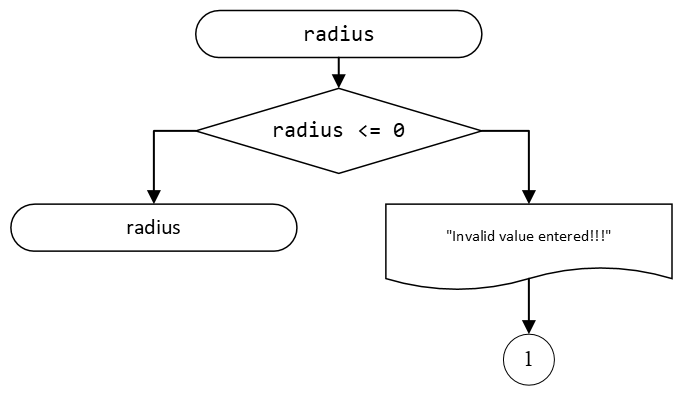 radius
radius <= 0
radius
"Invalid value entered!!!"
1